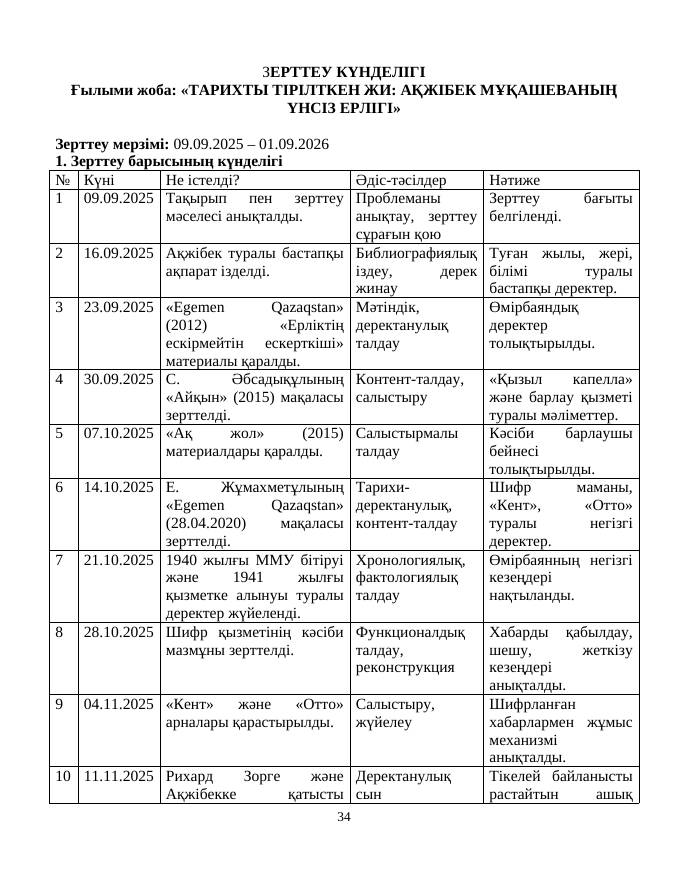 ЗЕРТТЕУ КҮНДЕЛІГІ
Ғылыми жоба: «ТАРИХТЫ ТІРІЛТКЕН ЖИ: АҚЖІБЕК МҰҚАШЕВАНЫҢ
ҮНСІЗ ЕРЛІГІ»
Зерттеу мерзімі: 09.09.2025 – 01.09.2026
1. Зерттеу барысының күнделігі
№ Күні Не істелді? Әдіс-тәсілдер Нәтиже
1 09.09.2025 Тақырып пен зерттеу Проблеманы Зерттеу бағыты
мәселесі анықталды. анықтау, зерттеу белгіленді.
сұрағын қою
2 16.09.2025 Ақжібек туралы бастапқы Библиографиялық Туған жылы, жері,
ақпарат ізделді. іздеу, дерек білімі туралы
жинау бастапқы деректер.
3 23.09.2025 «Egemen Qazaqstan» Мәтіндік, Өмірбаяндық
(2012) «Ерліктің деректанулық деректер
ескірмейтін ескерткіші» талдау толықтырылды.
материалы қаралды.
4 30.09.2025 С. Әбсадықұлының Контент-талдау, «Қызыл капелла»
«Айқын» (2015) мақаласы салыстыру және барлау қызметі
зерттелді. туралы мәліметтер.
5 07.10.2025 «Ақ жол» (2015) Салыстырмалы Кәсіби барлаушы
материалдары қаралды. талдау бейнесі
толықтырылды.
6 14.10.2025 Е. Жұмахметұлының Тарихи- Шифр маманы,
«Egemen Qazaqstan» деректанулық, «Кент», «Отто»
(28.04.2020) мақаласы контент-талдау туралы негізгі
зерттелді. деректер.
7 21.10.2025 1940 жылғы ММУ бітіруі Хронологиялық, Өмірбаянның негізгі
және 1941 жылғы фактологиялық кезеңдері
қызметке алынуы туралы талдау нақтыланды.
деректер жүйеленді.
8 28.10.2025 Шифр қызметінің кәсіби Функционалдық Хабарды қабылдау,
мазмұны зерттелді. талдау, шешу, жеткізу
реконструкция кезеңдері
анықталды.
9 04.11.2025 «Кент» және «Отто» Салыстыру, Шифрланған
арналары қарастырылды. жүйелеу хабарлармен жұмыс
механизмі
анықталды.
10 11.11.2025 Рихард Зорге және Деректанулық Тікелей байланысты
Ақжібекке қатысты сын растайтын ашық
34